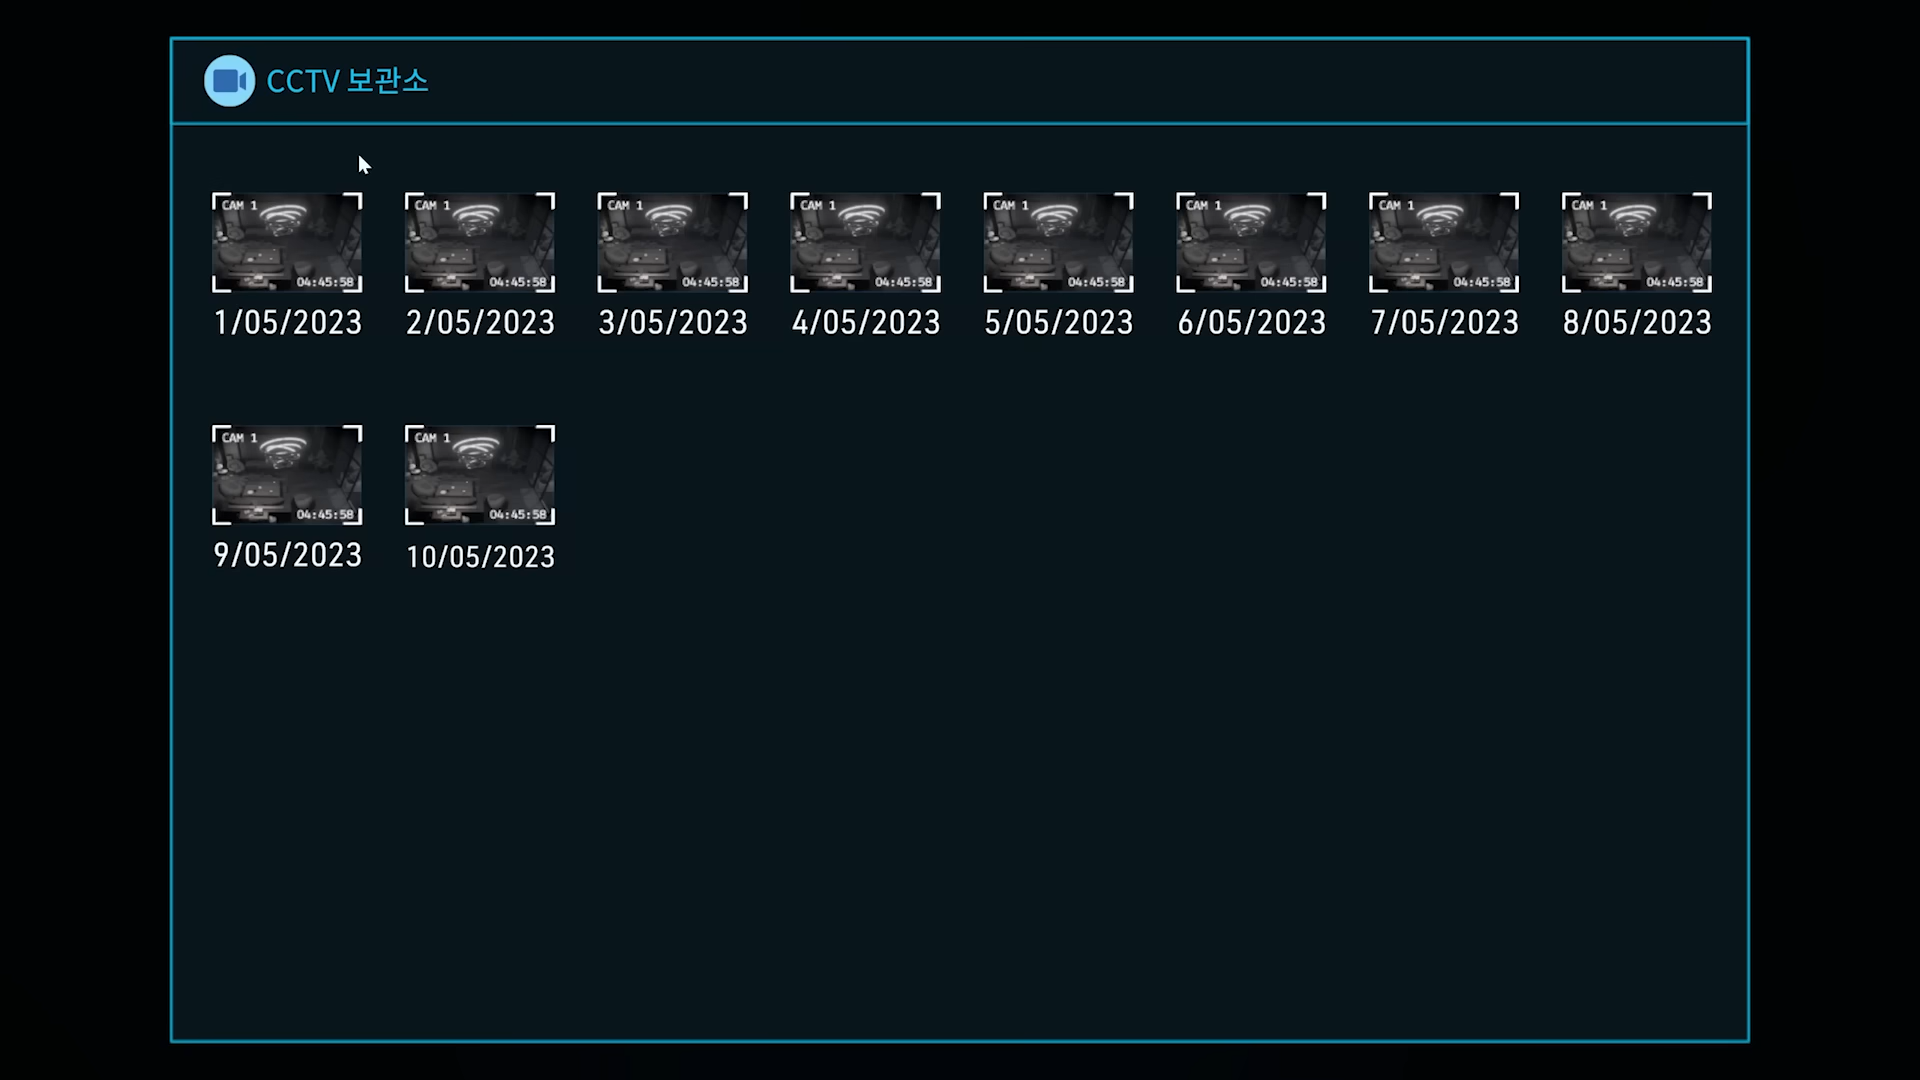 CCTV 보관소
CAM 1 CAM 1 CAM 1 CAM 1 CAM 1 CAM 1 CAM 1 CAM 1
04:45:58 04:45:58 04:45:58 04:45:58 04:45:58 04:45:58 04:45:58 04:45:58
1/05/2023 2/05/2023 3/05/2023 4/05/2023 5/05/2023 6/05/2023 7/05/2023 8/05/2023
CAM 1 CAM 1
04:45:58 04:45:58
9/05/2023 10/05/2023